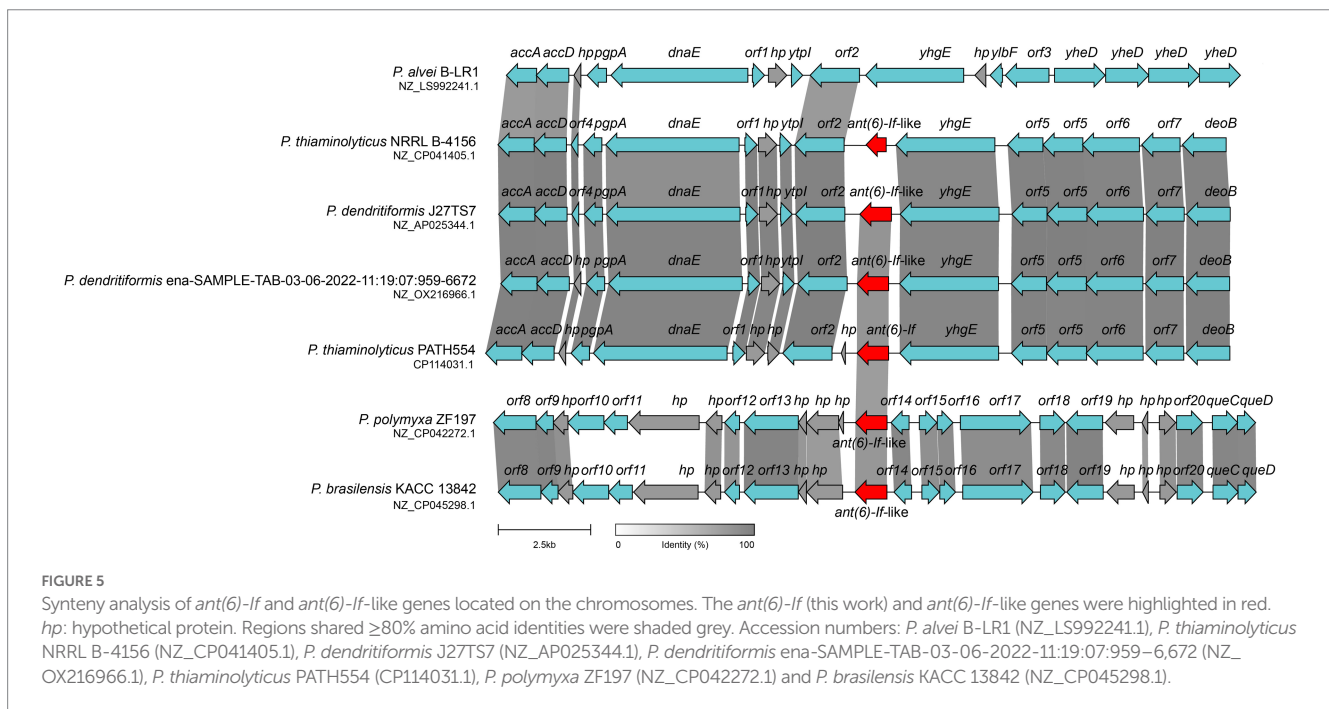 accA accD hp pgpA dnaE orf1 hp ytpI orf2 yhgE hp ylbF orf3 yheD yheD yheD yheD
P. alvei B-LR1
NZ_LS992241.1
accA accD orf4 pgpA dnaE orf1 hp ytpI orf2 ant(6)-If-like yhgE orf5 orf5 orf6 orf7 deoB
P. thiaminolyticus NRRL B-4156
NZ_CP041405.1
accA accD orf4 pgpA dnaE orf1 hp ytpI orf2 ant(6)-If-like yhgE orf5 orf5 orf6 orf7 deoB
P. dendritiformis J27TS7
NZ_AP025344.1
accA accD hp pgpA dnaE orf1 hp ytpI orf2 ant(6)-If-like yhgE orf5 orf5 orf6 orf7 deoB
P. dendritiformis ena-SAMPLE-TAB-03-06-2022-11:19:07:959-6672
NZ_OX216966.1
accA accD hp pgpA dnaE orf1 hp hp orf2 hp ant(6)-If yhgE orf5 orf5 orf6 orf7 deoB
P. thiaminolyticus PATH554
CP114031.1
orf8 orf9 hp orf10 orf11 hp hp orf12 orf13 hp hp hp orf14 orf15 orf16 orf17 orf18 orf19 hp hp hp orf20 queC queD
P. polymyxa ZF197
NZ_CP042272.1
ant(6)-If-like
orf8 orf9 hp orf10 orf11 hp hp orf12 orf13 hp hp orf14 orf15 orf16 orf17 orf18 orf19 hp hp hp orf20 queC queD
P. brasilensis KACC 13842
NZ_CP045298.1
ant(6)-If-like
2.5kb
0 Identity (%) 100
FIGURE 5
Synteny analysis of ant(6)-If and ant(6)-If-like genes located on the chromosomes. The ant(6)-If (this work) and ant(6)-If-like genes were highlighted in red.
hp: hypothetical protein. Regions shared ≥80% amino acid identities were shaded grey. Accession numbers: P. alvei B-LR1 (NZ_LS992241.1), P. thiaminolyticus
NRRL B-4156 (NZ_CP041405.1), P. dendritiformis J27TS7 (NZ_AP025344.1), P. dendritiformis ena-SAMPLE-TAB-03-06-2022-11:19:07:959–6,672 (NZ_
OX216966.1), P. thiaminolyticus PATH554 (CP114031.1), P. polymyxa ZF197 (NZ_CP042272.1) and P. brasilensis KACC 13842 (NZ_CP045298.1).